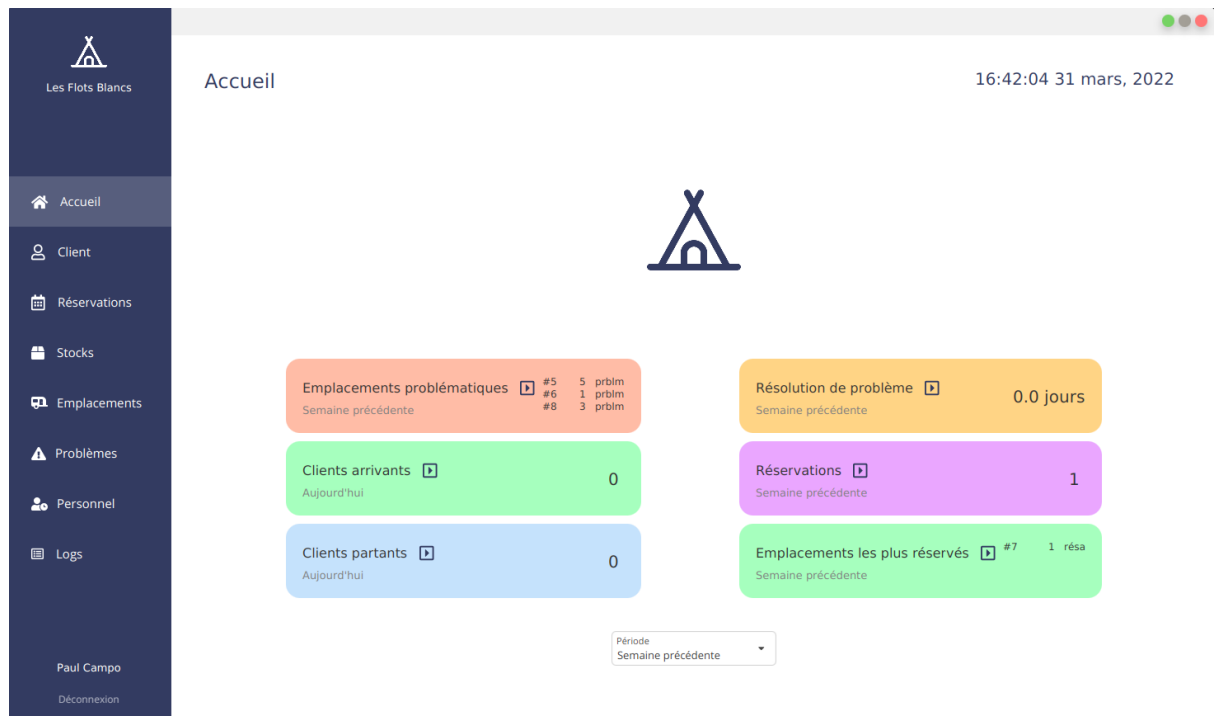 Les Flots Blancs
Accueil
Client
Réservations
Stocks
Emplacements
Problèmes
Personnel
Logs
Paul Campo
Déconnexion
Accueil
16:42:04 31 mars, 2022
Emplacements problématiques
Semaine précédente
#5 5 prblm
#6 1 prblm
#8 3 prblm
Résolution de problème
Semaine précédente
0.0 jours
Clients arrivants
Aujourd'hui
0
Réservations
Semaine précédente
1
Clients partants
Aujourd'hui
0
Emplacements les plus réservés
Semaine précédente
#7 1 résa
Période
Semaine précédente